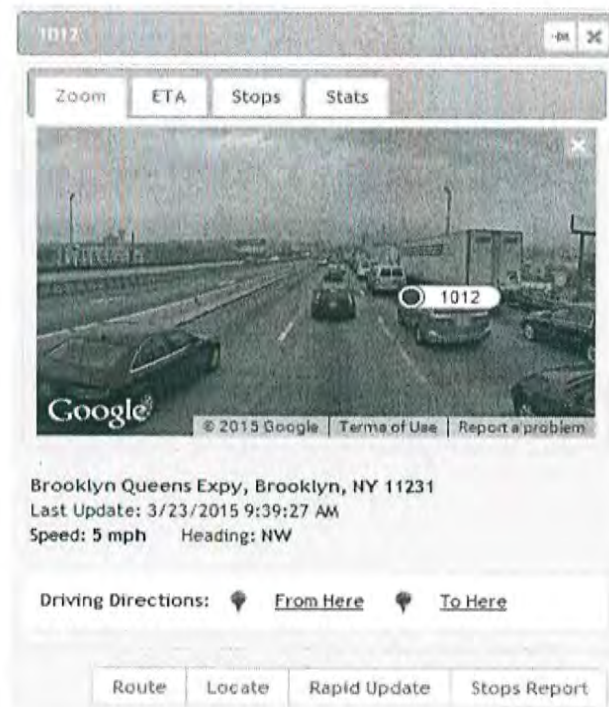 1012
Zoom ETA Stops Stats
1012
Google
© 2015 Google Terms of Use Report a problem
Brooklyn Queens Expy, Brooklyn, NY 11231
Last Update: 3/23/2015 9:39:27 AM
Speed: 5 mph Heading: NW
Driving Directions: From Here To Here
Route Locate Rapid Update Stops Report